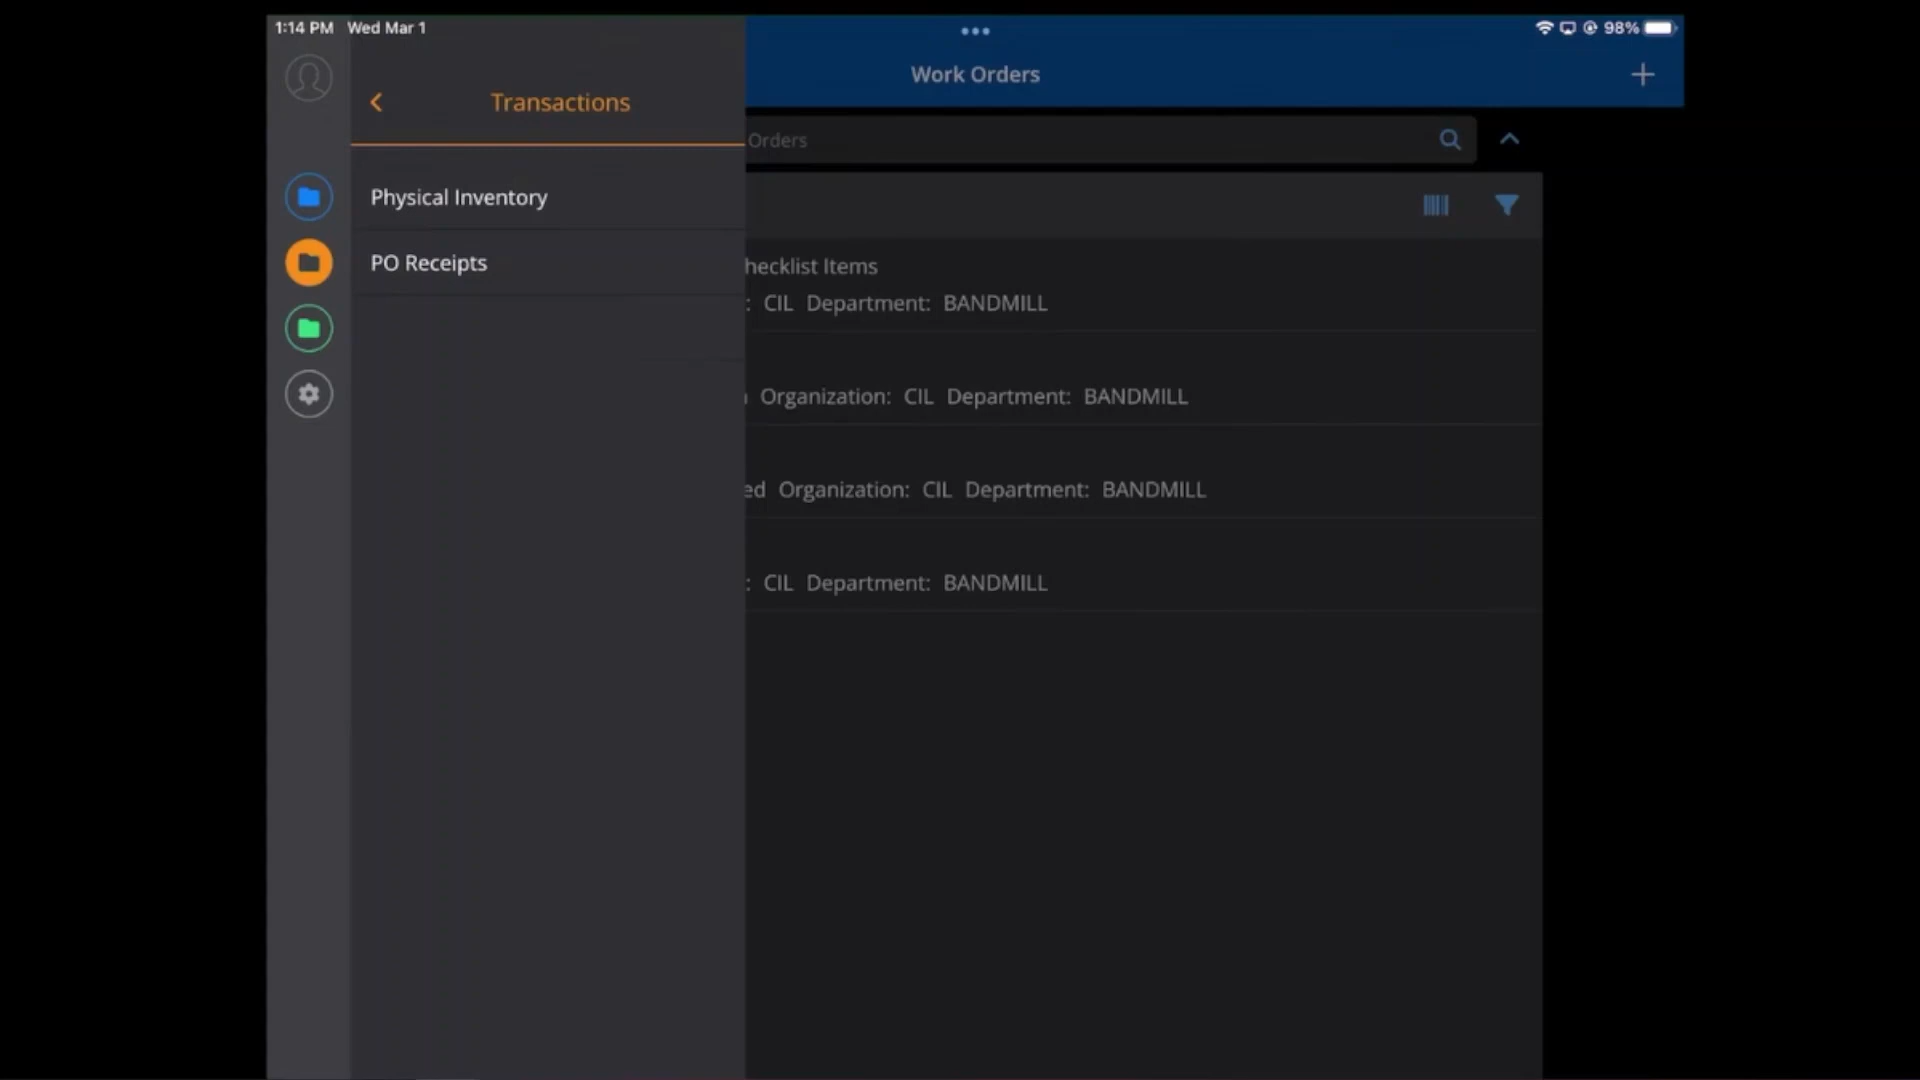 1:14 PM Wed Mar 1
98%
Work Orders
Transactions
Orders
Physical Inventory
PO Receipts
hecklist Items
: CIL Department: BANDMILL
Organization: CIL Department: BANDMILL
ed Organization: CIL Department: BANDMILL
: CIL Department: BANDMILL